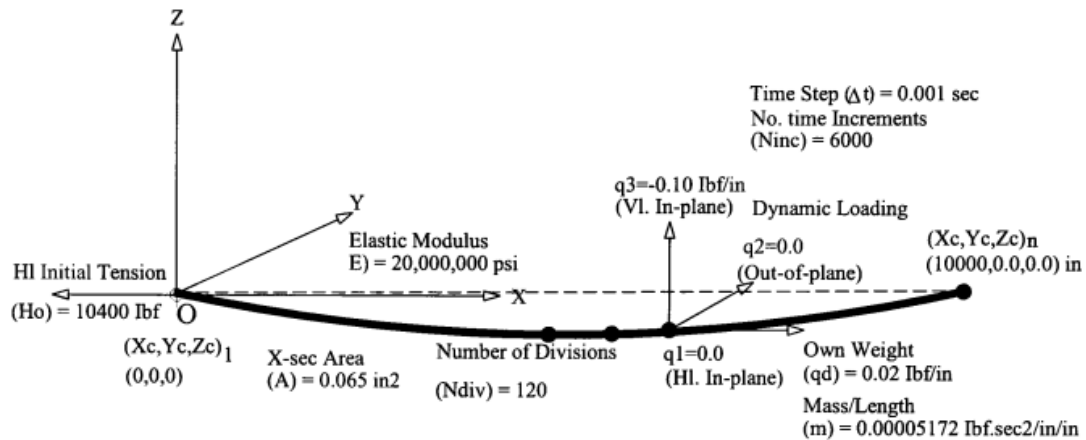 Z
Time Step (Δt) = 0.001 sec
No. time Increments
(Ninc) = 6000
q3=-0.10 Ibf/in
(Vl. In-plane)
Dynamic Loading
Y
Elastic Modulus
E) = 20,000,000 psi
q2=0.0
(Out-of-plane)
(Xc,Yc,Zc)n
(10000,0.0,0.0) in
Hl Initial Tension
(Ho) = 10400 Ibf
O
X
(Xc,Yc,Zc)1
(0,0,0)
X-sec Area
(A) = 0.065 in2
Number of Divisions
(Ndiv) = 120
q1=0.0
(Hl. In-plane)
Own Weight
(qd) = 0.02 Ibf/in
Mass/Length
(m) = 0.00005172 Ibf.sec2/in/in